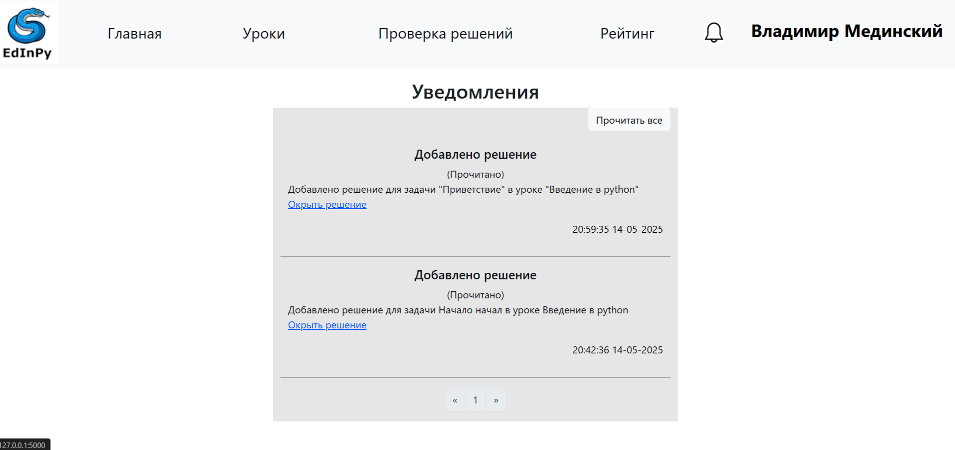 EdInPy
Главная
Уроки
Проверка решений
Рейтинг
Владимир Мединский
Уведомления
Прочитать все
Добавлено решение
(Прочитано)
Добавлено решение для задачи "Приветствие" в уроке "Введение в python"
Окрыть решение
20:59:35 14-05-2025
Добавлено решение
(Прочитано)
Добавлено решение для задачи Начало начал в уроке Введение в python
Окрыть решение
20:42:36 14-05-2025
« 1 »
127.0.0.1:5000